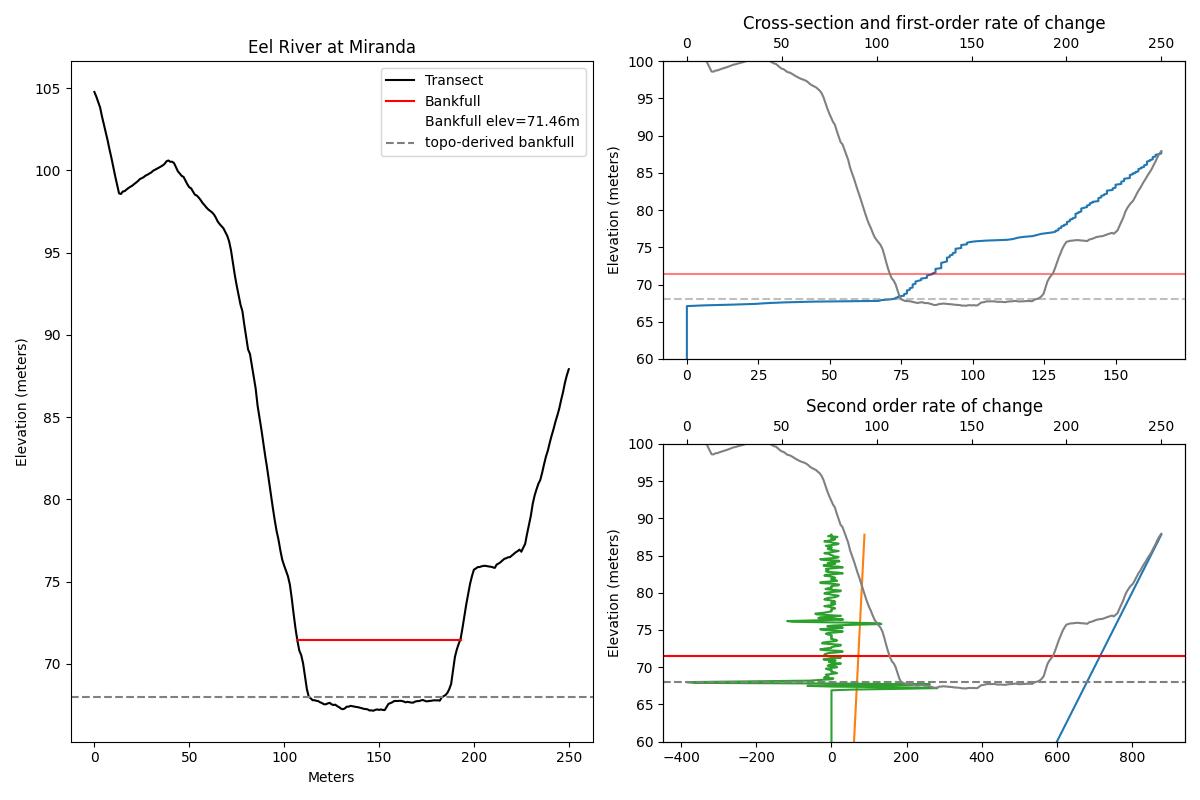 Eel River at Miranda
Transect
Bankfull
Bankfull elev=71.46m
topo-derived bankfull
Elevation (meters)
105
100
95
90
85
80
75
70
0 50 100 150 200 250
Meters
Cross-section and first-order rate of change
0 50 100 150 200 250
Elevation (meters)
100
95
90
85
80
75
70
65
60
0 25 50 75 100 125 150
Second order rate of change
0 50 100 150 200 250
Elevation (meters)
100
95
90
85
80
75
70
65
60
−400 −200 0 200 400 600 800